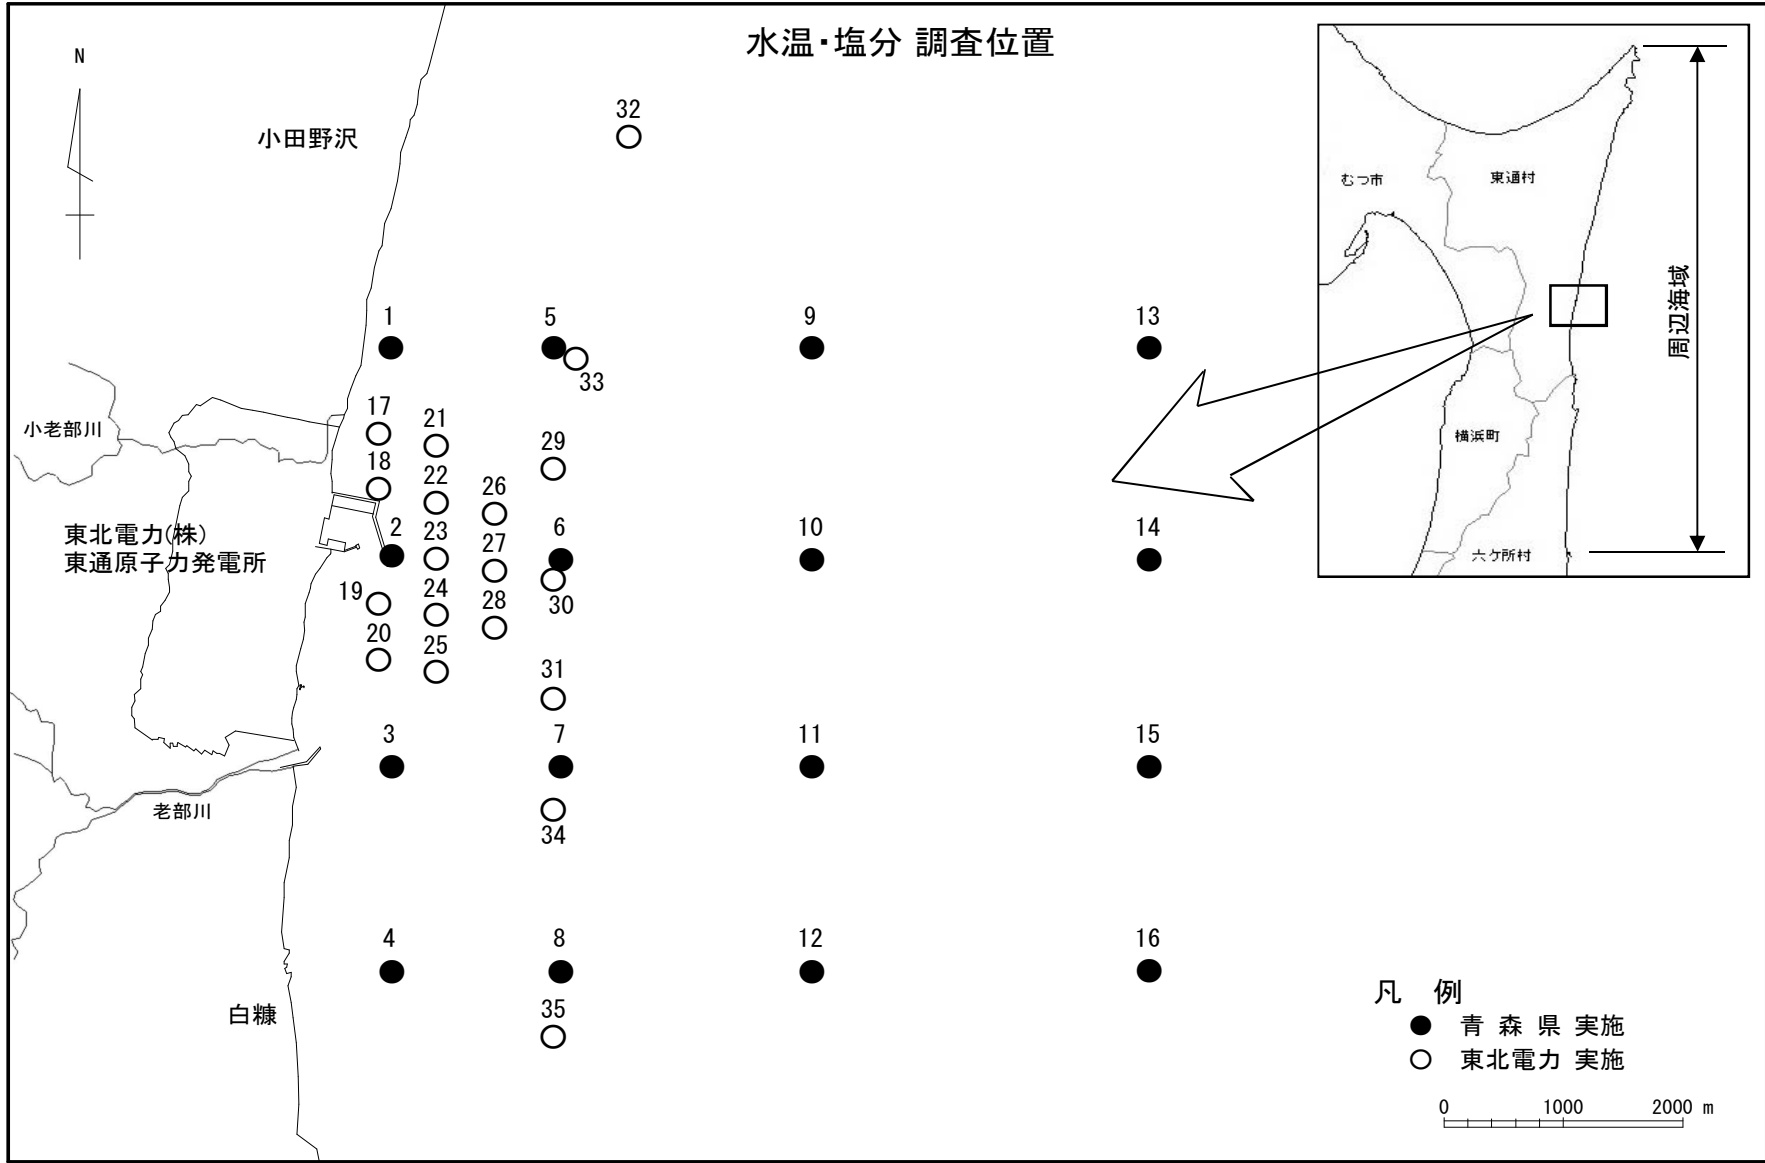 水温・塩分 調査位置
N
小田野沢
32
むつ市
東通村
周辺海域
横浜町
六ケ所村
1
5
9
13
33
小老部川
17
21
18
22
29
26
東北電力(株)
東通原子力発電所
2
23
27
6
10
14
19
24
28
30
20
25
31
3
7
11
15
老部川
34
4
8
12
16
白糠
35
凡 例
● 青 森 県 実施
○ 東北電力 実施
0 1000 2000 m